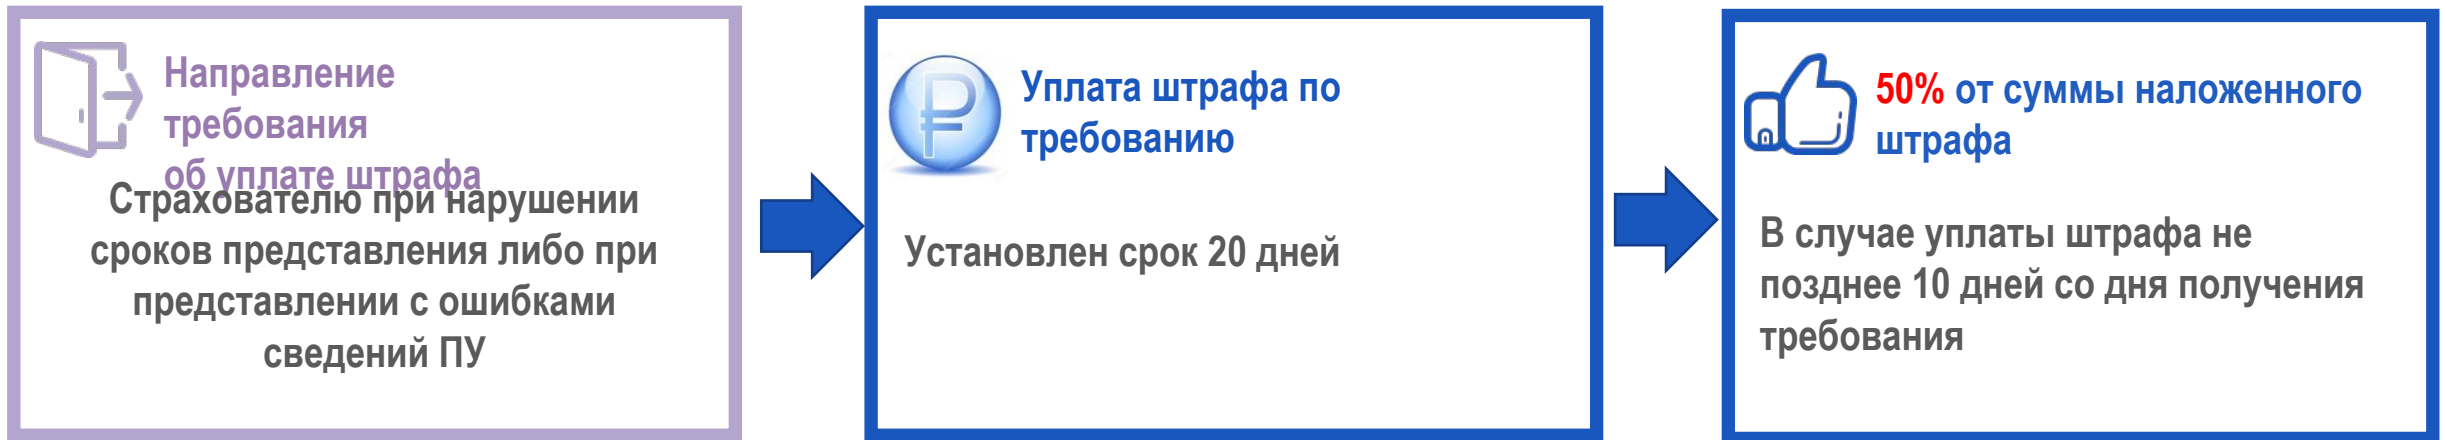 Направление
требования
об уплате штрафа
Страхователю при нарушении
сроков представления либо при
представлении с ошибками
сведений ПУ
Уплата штрафа по
требованию
Установлен срок 20 дней
50% от суммы наложенного
штрафа
В случае уплаты штрафа не
позднее 10 дней со дня получения
требования